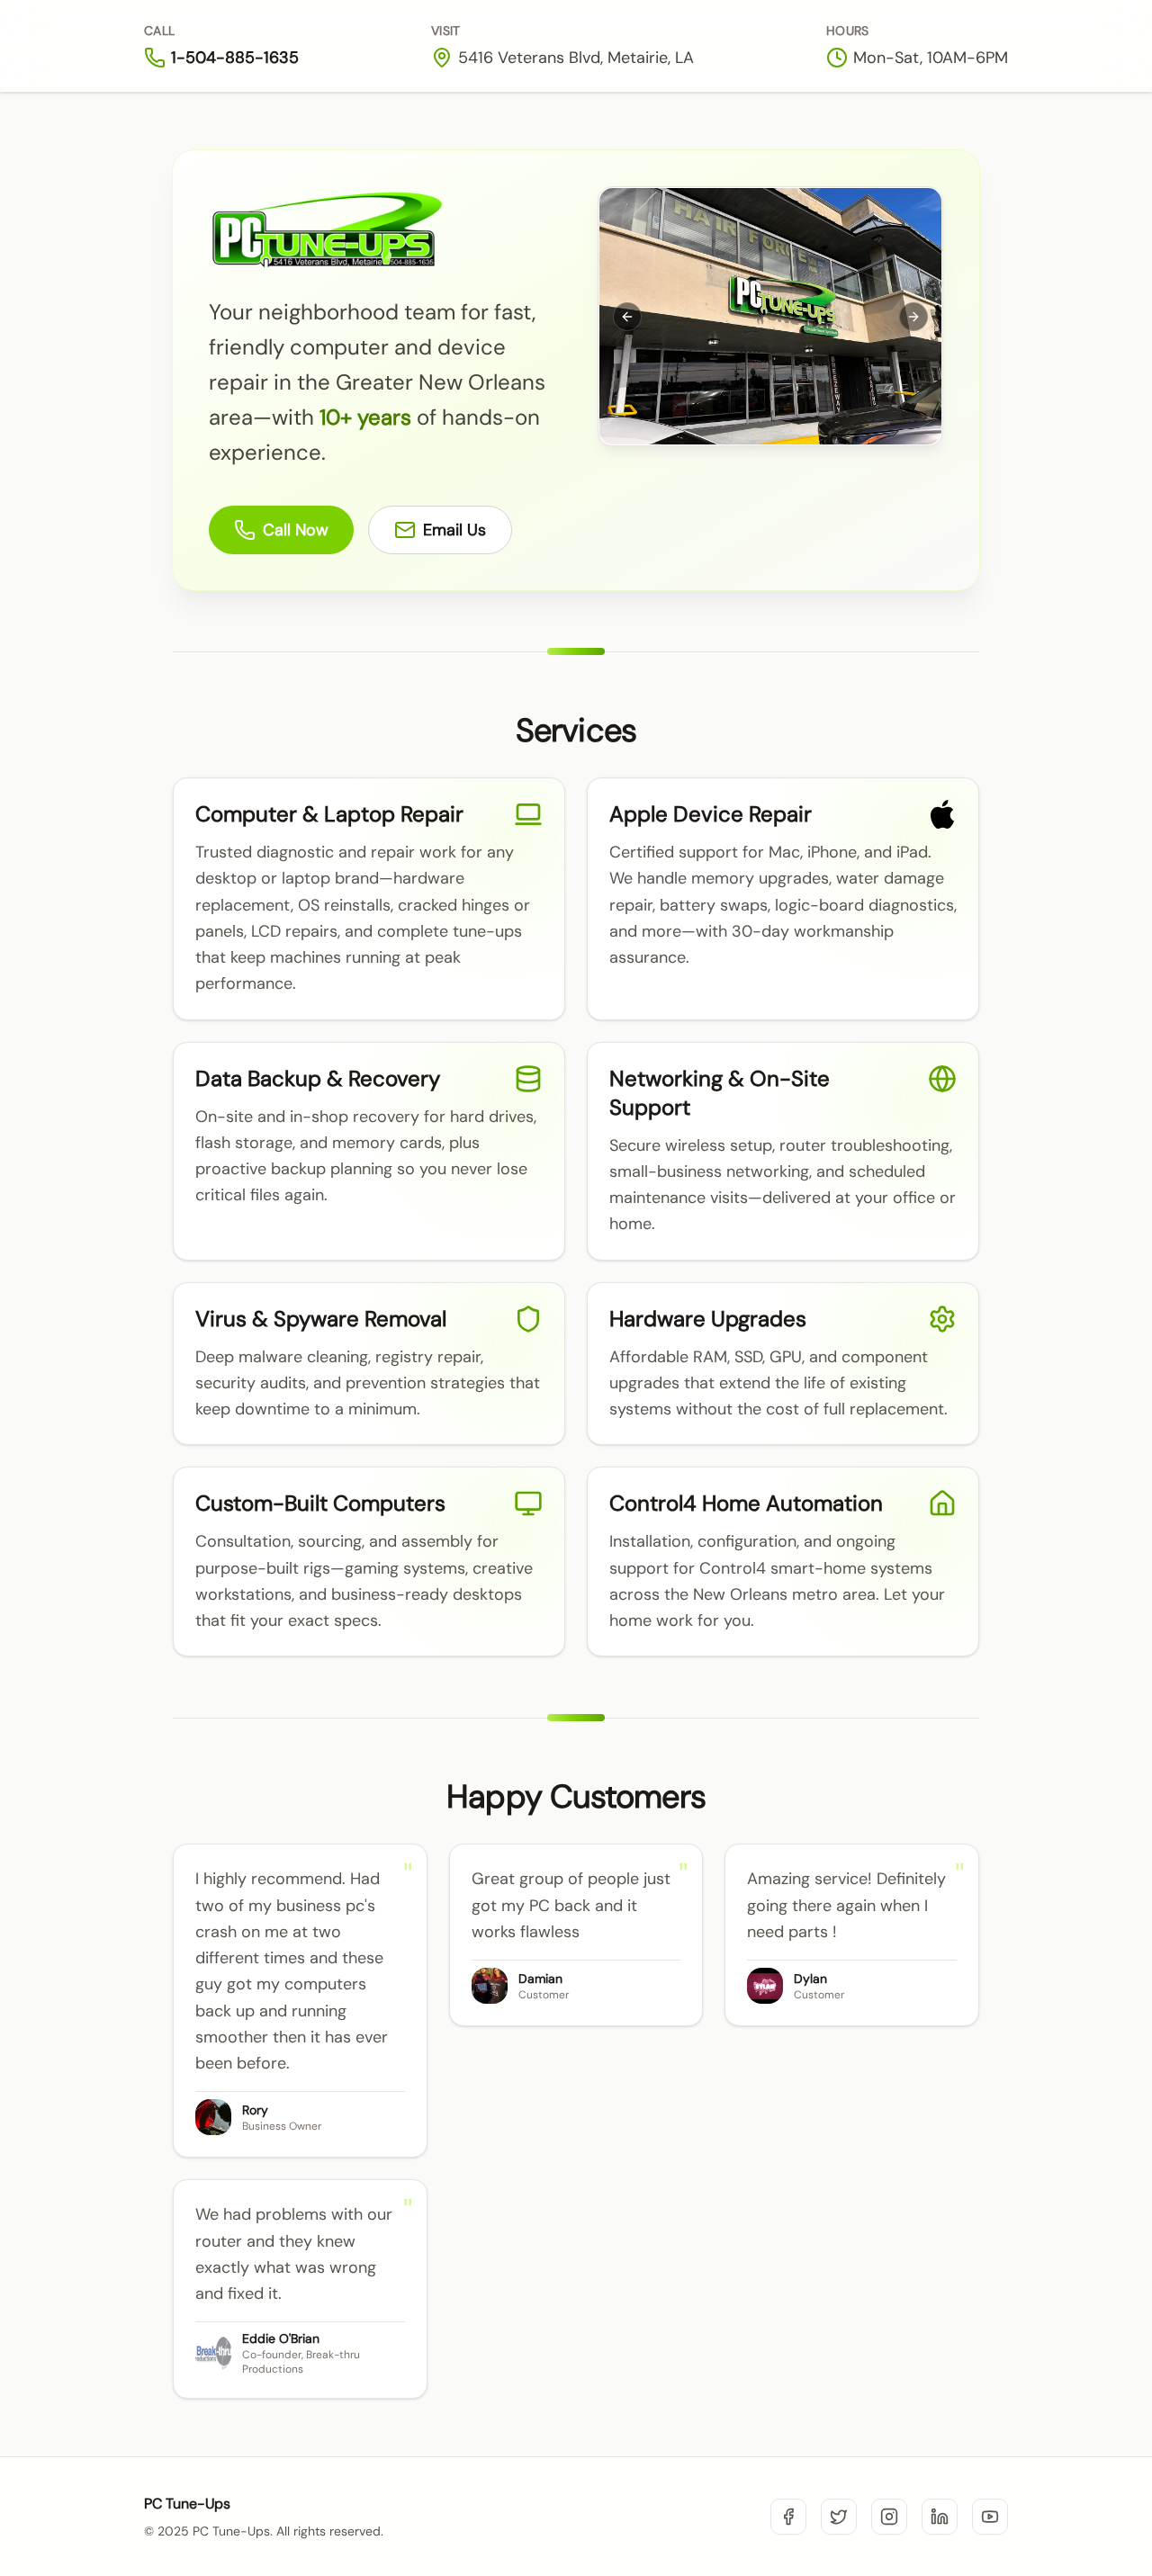 CALL
1-504-885-1635
VISIT
5416 Veterans Blvd, Metairie, LA
HOURS
Mon-Sat, 10AM-6PM
PC TUNE-UPS
5416 Veterans Blvd, Metairie 504-885-1635
Your neighborhood team for fast,
friendly computer and device
repair in the Greater New Orleans
area—with 10+ years of hands-on
experience.
Call Now
Email Us
HAIR FORCE
PC TUNE-UPS
Services
Computer & Laptop Repair
Trusted diagnostic and repair work for any
desktop or laptop brand—hardware
replacement, OS reinstalls, cracked hinges or
panels, LCD repairs, and complete tune-ups
that keep machines running at peak
performance.
Apple Device Repair
Certified support for Mac, iPhone, and iPad.
We handle memory upgrades, water damage
repair, battery swaps, logic-board diagnostics,
and more—with 30-day workmanship
assurance.
Data Backup & Recovery
On-site and in-shop recovery for hard drives,
flash storage, and memory cards, plus
proactive backup planning so you never lose
critical files again.
Networking & On-Site
Support
Secure wireless setup, router troubleshooting,
small-business networking, and scheduled
maintenance visits—delivered at your office or
home.
Virus & Spyware Removal
Deep malware cleaning, registry repair,
security audits, and prevention strategies that
keep downtime to a minimum.
Hardware Upgrades
Affordable RAM, SSD, GPU, and component
upgrades that extend the life of existing
systems without the cost of full replacement.
Custom-Built Computers
Consultation, sourcing, and assembly for
purpose-built rigs—gaming systems, creative
workstations, and business-ready desktops
that fit your exact specs.
Control4 Home Automation
Installation, configuration, and ongoing
support for Control4 smart-home systems
across the New Orleans metro area. Let your
home work for you.
Happy Customers
"
I highly recommend. Had
two of my business pc's
crash on me at two
different times and these
guy got my computers
back up and running
smoother then it has ever
been before.
Rory
Business Owner
"
Great group of people just
got my PC back and it
works flawless
Damian
Customer
"
Amazing service! Definitely
going there again when I
need parts !
DYLAN
Dylan
Customer
"
We had problems with our
router and they knew
exactly what was wrong
and fixed it.
Break-thru
Eddie O'Brian
Co-founder, Break-thru
Productions
PC Tune-Ups
© 2025 PC Tune-Ups. All rights reserved.